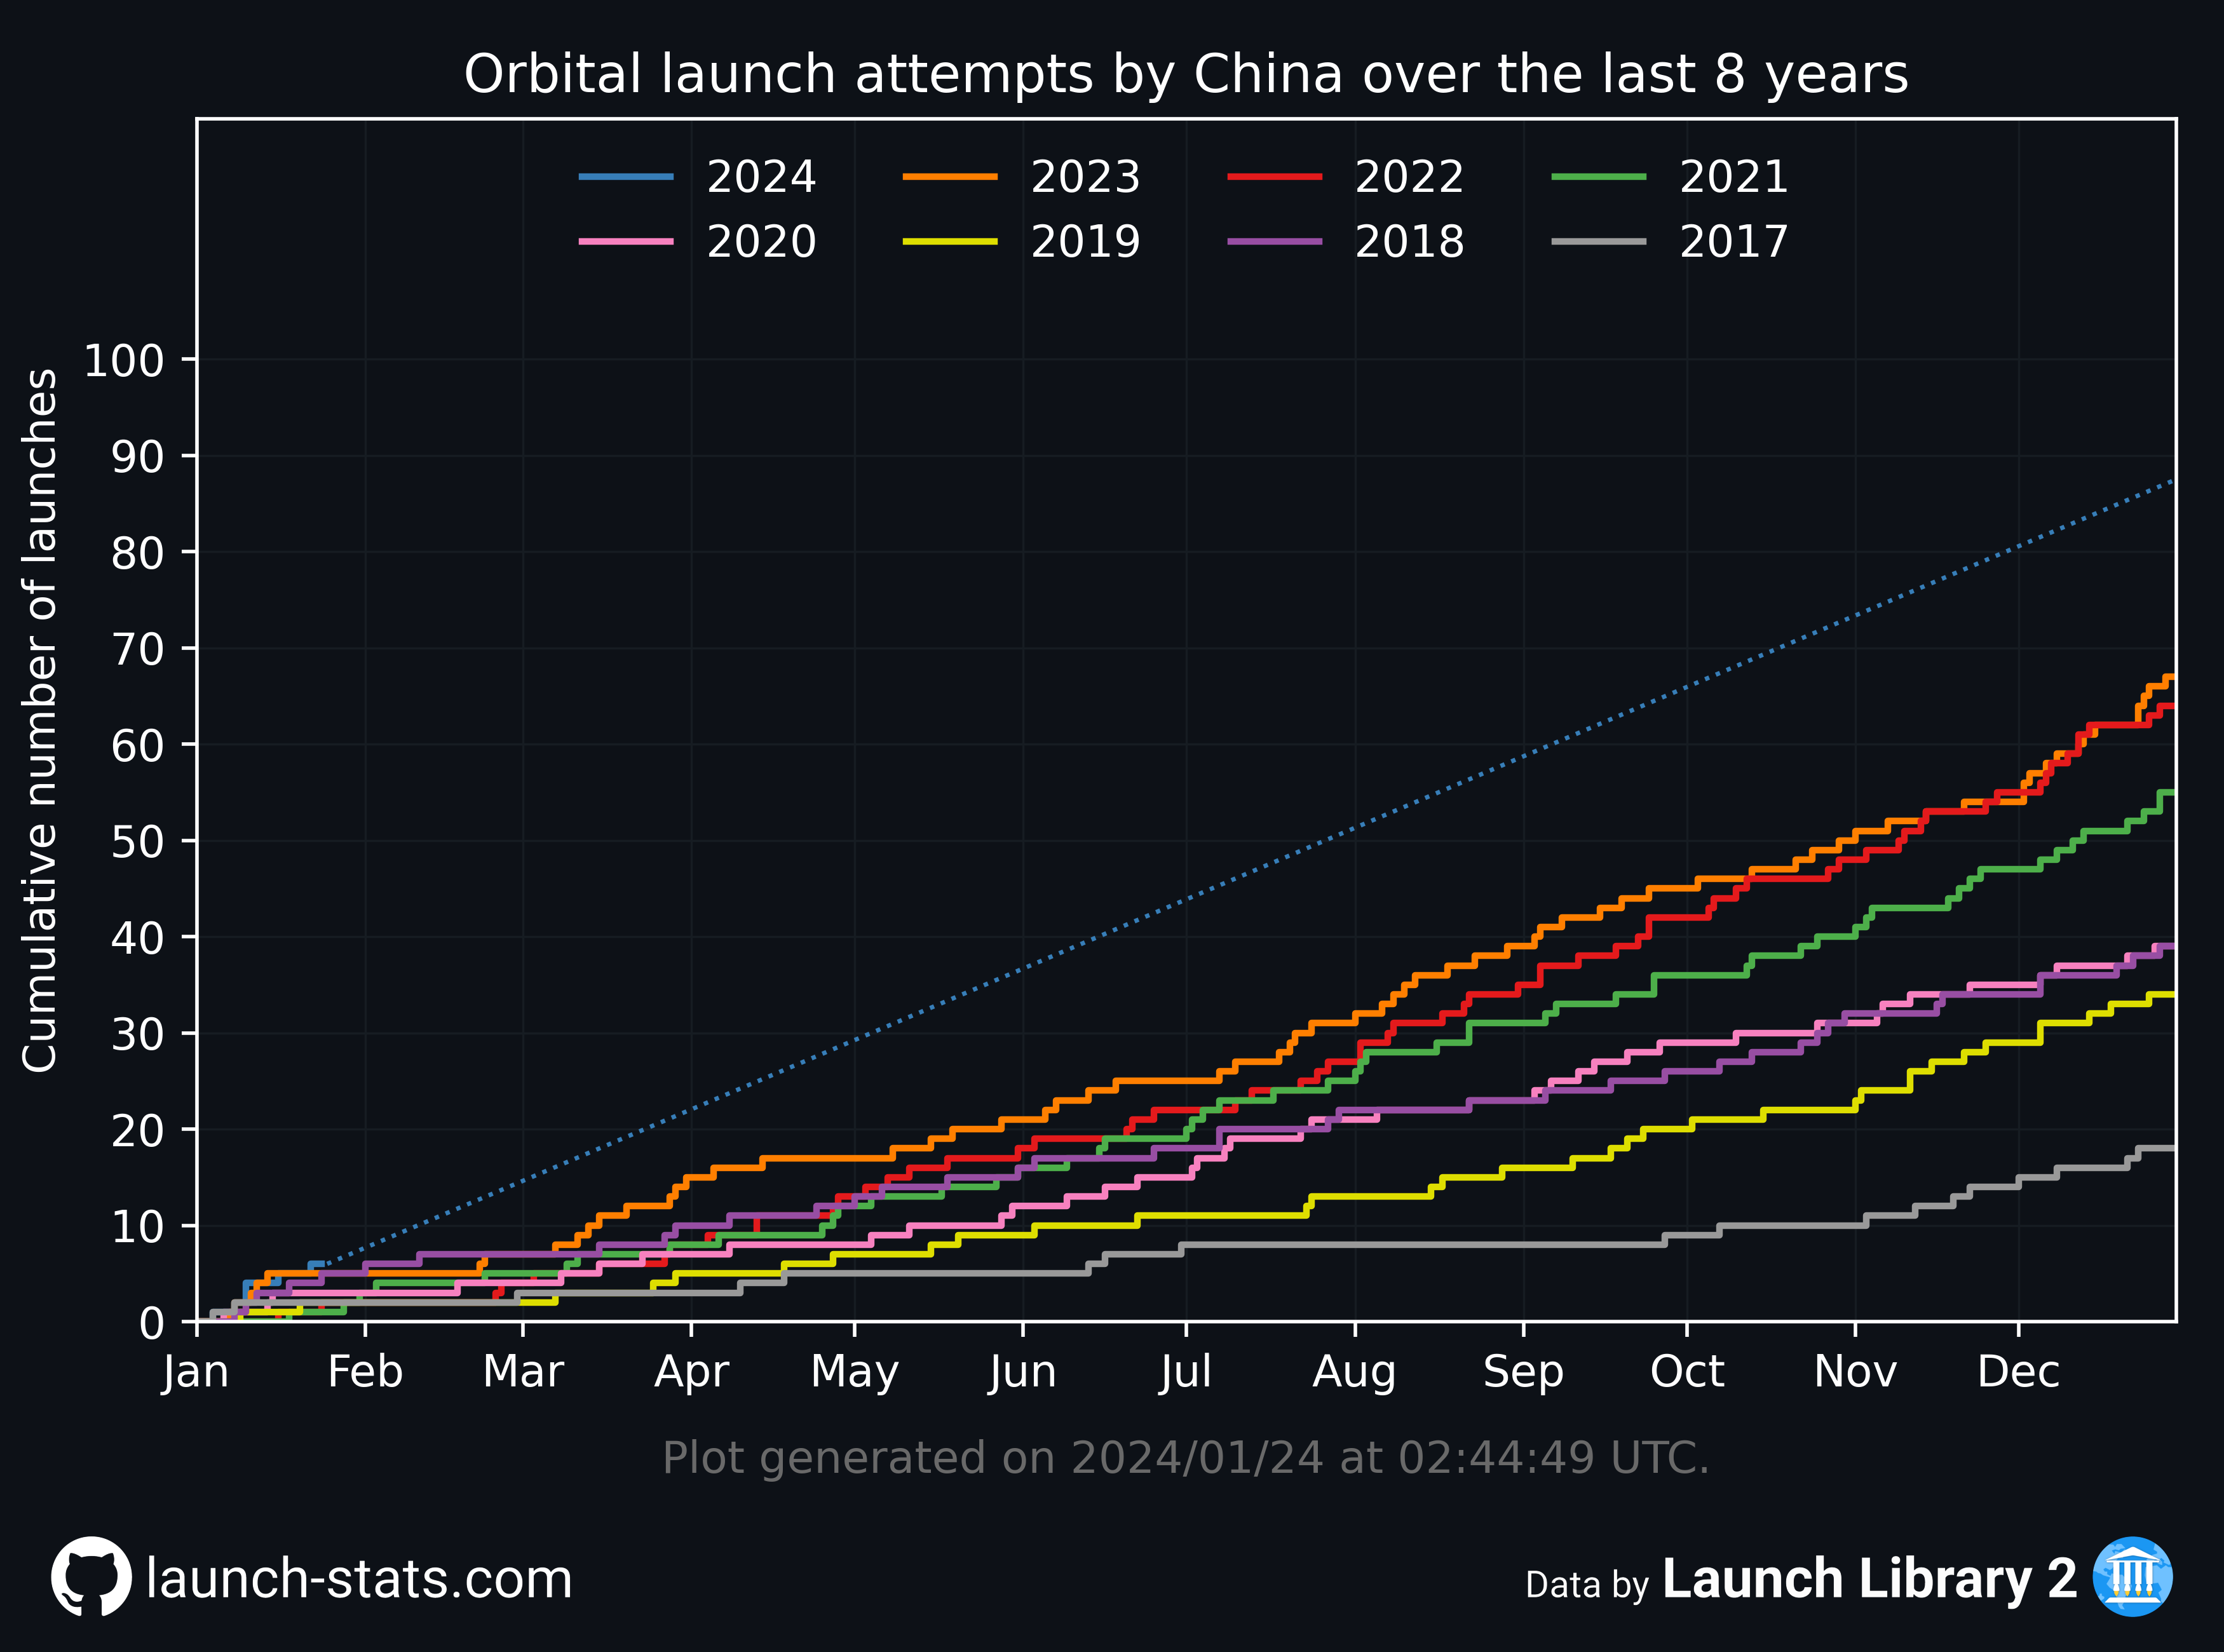 Orbital launch attempts by China over the last 8 years
2024 2023 2022 2021
2020 2019 2018 2017
Cumulative number of launches
100
90
80
70
60
50
40
30
20
10
0
Jan Feb Mar Apr May Jun Jul Aug Sep Oct Nov Dec
Plot generated on 2024/01/24 at 02:44:49 UTC.
launch-stats.com
Data by Launch Library 2